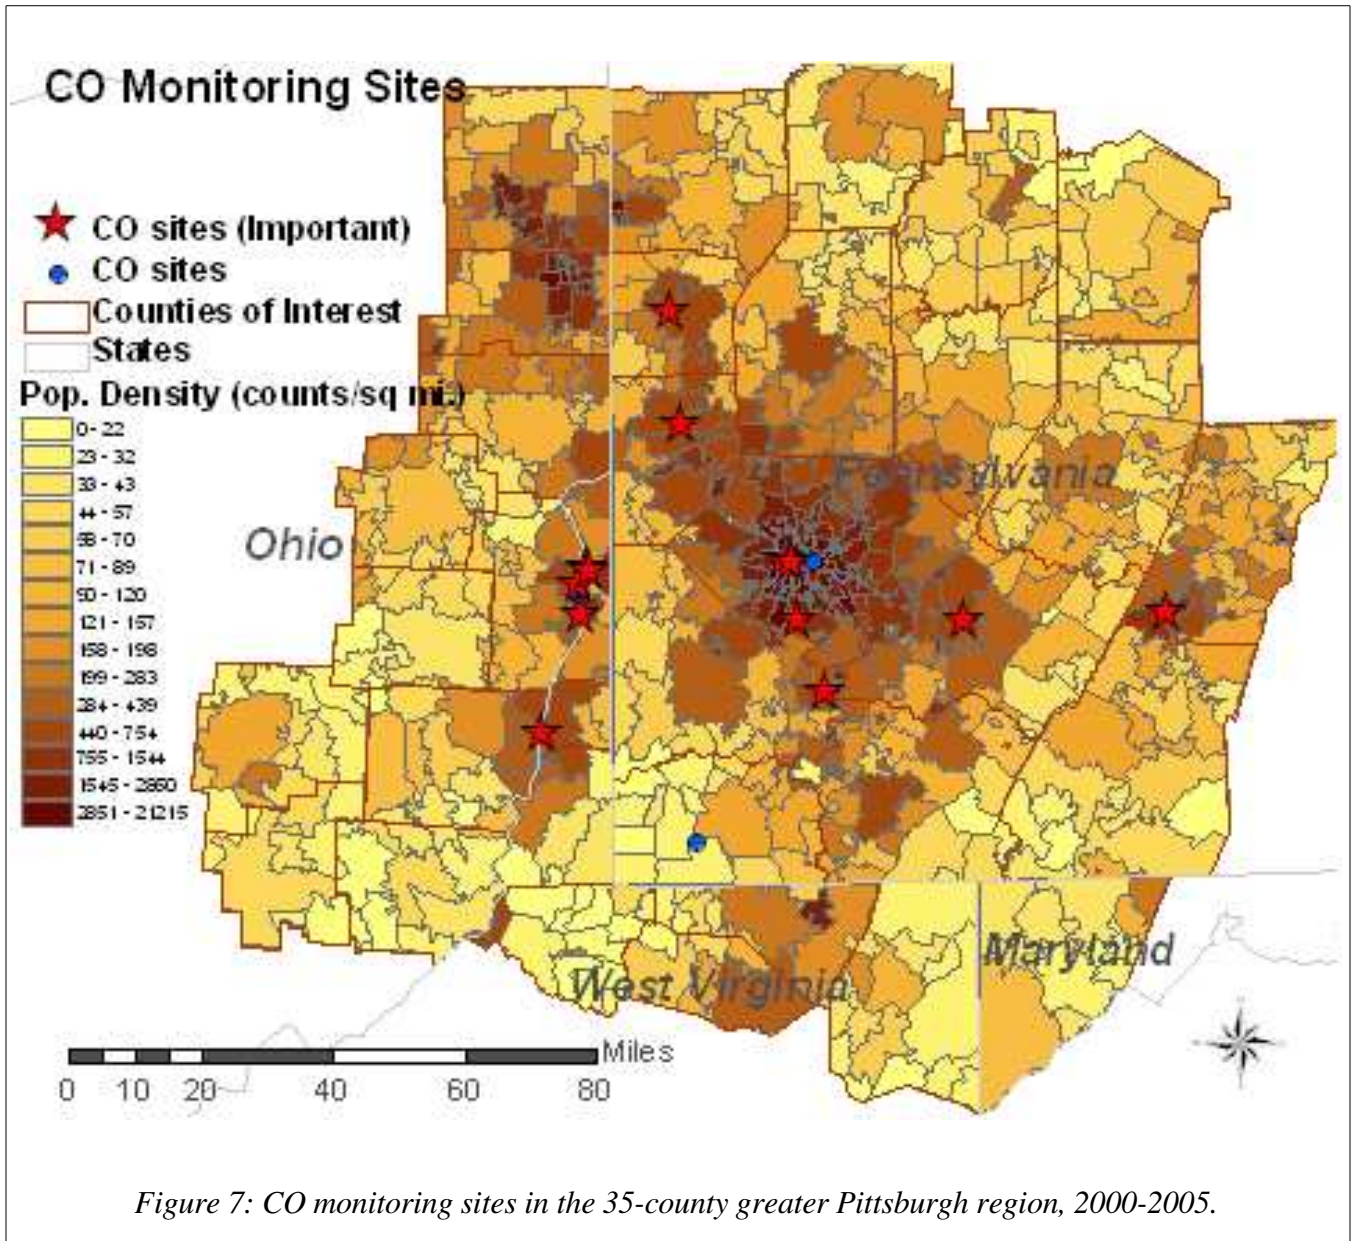 CO Monitoring Sites
CO sites (Important)
CO sites
Counties of Interest
States
Pop. Density (counts/sq mi.)
0 - 22
23 - 32
33 - 43
44 - 57
58 - 70
71 - 89
90 - 120
121 - 157
158 - 198
199 - 283
284 - 439
440 - 754
755 - 1544
1545 - 2850
2851 - 21215
Pennsylvania
Ohio
Maryland
West Virginia
Miles
0 10 20 40 60 80
Figure 7: CO monitoring sites in the 35-county greater Pittsburgh region, 2000-2005.